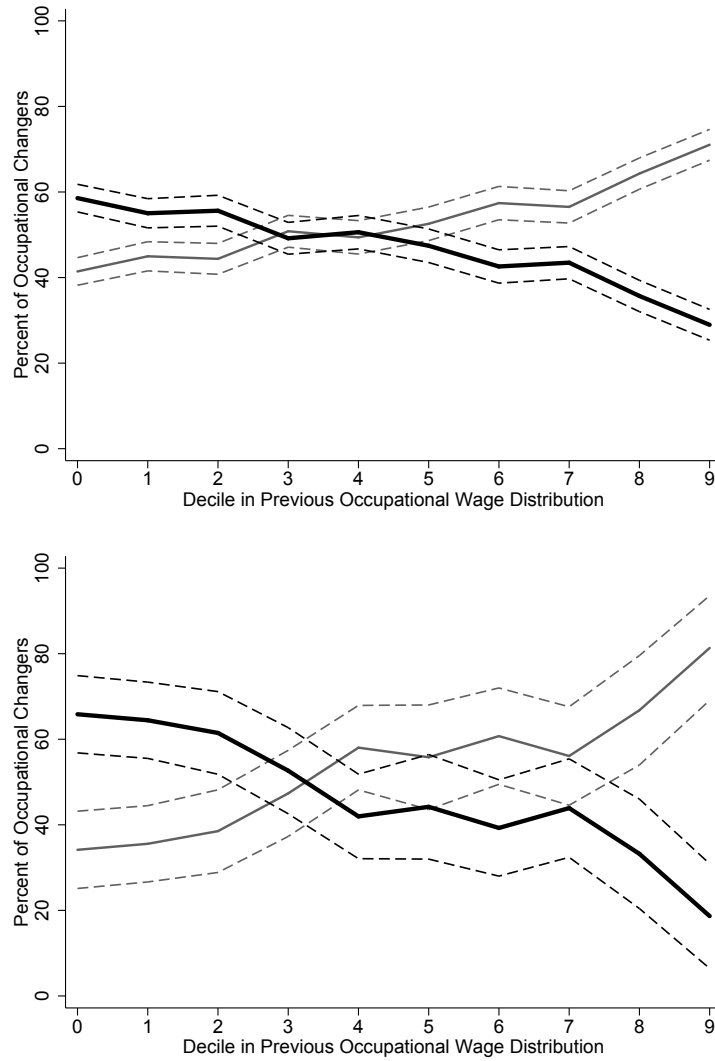 Percent of Occupational Changers
100
80
60
40
20
0
0 1 2 3 4 5 6 7 8 9
Decile in Previous Occupational Wage Distribution
Percent of Occupational Changers
100
80
60
40
20
0
0 1 2 3 4 5 6 7 8 9
Decile in Previous Occupational Wage Distribution